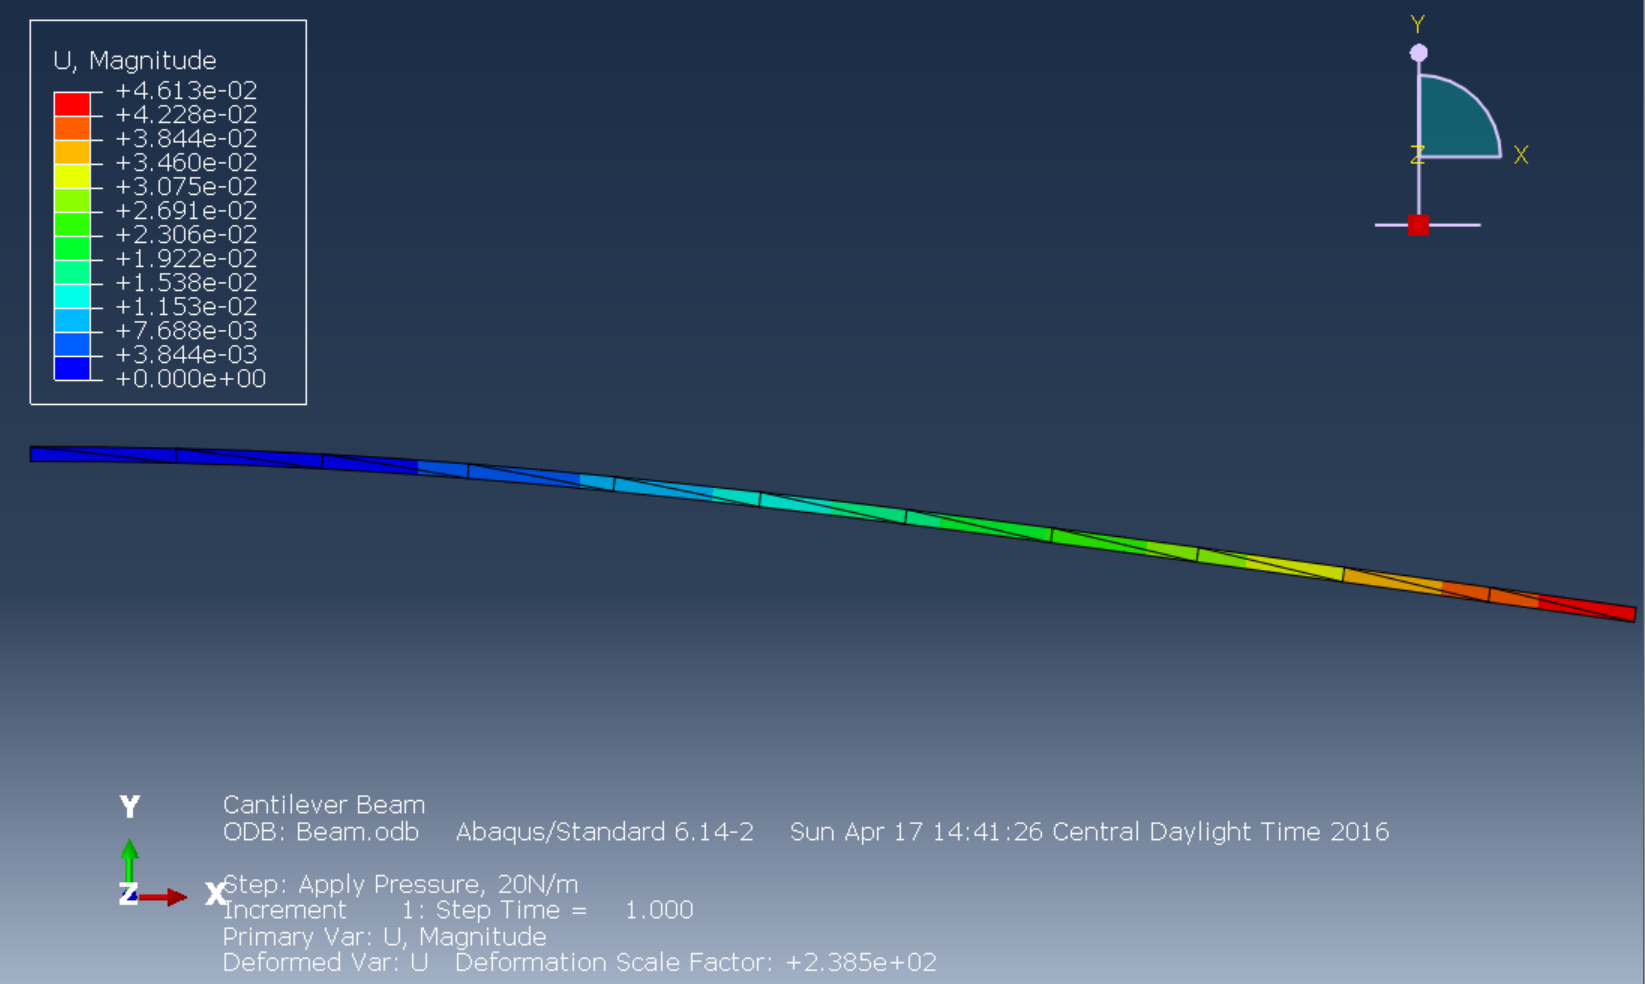 U, Magnitude
+4.613e-02
+4.228e-02
+3.844e-02
+3.460e-02
+3.075e-02
+2.691e-02
+2.306e-02
+1.922e-02
+1.538e-02
+1.153e-02
+7.688e-03
+3.844e-03
+0.000e+00
Y
Z X
Y
Z X
Cantilever Beam
ODB: Beam.odb Abaqus/Standard 6.14-2 Sun Apr 17 14:41:26 Central Daylight Time 2016
Step: Apply Pressure, 20N/m
Increment 1: Step Time = 1.000
Primary Var: U, Magnitude
Deformed Var: U Deformation Scale Factor: +2.385e+02